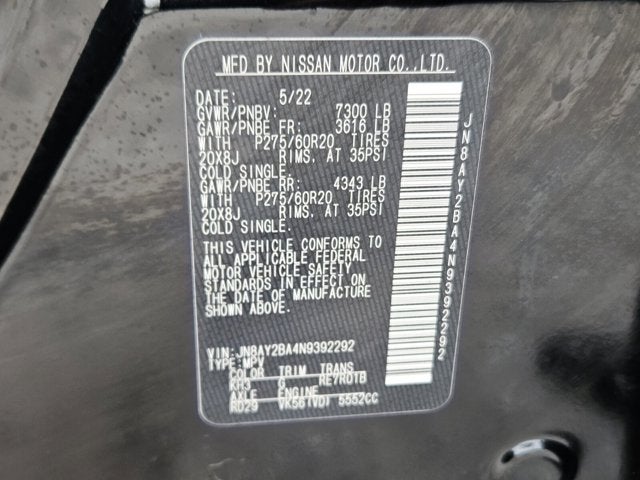 MFD BY NISSAN MOTOR CO.,LTD.
DATE: 5/22
GVWR/PNBV: 7300 LB
GAWR/PNBE FR: 3616 LB
WITH P275/60R20 TIRES
20X8J RIMS, AT 35PSI
COLD SINGLE.
GAWR/PNBE RR: 4343 LB
WITH P275/60R20 TIRES
20X8J RIMS, AT 35PSI
COLD SINGLE.
THIS VEHICLE CONFORMS TO
ALL APPLICABLE FEDERAL
MOTOR VEHICLE SAFETY
STANDARDS IN EFFECT ON
THE DATE OF MANUFACTURE
SHOWN ABOVE.
VIN: JN8AY2BA4N9392292
TYPE: MPV
COLOR TRIM TRANS
KH3 G RE7R01B
AXLE ENGINE
RD29 VK56(VD) 5552CC
JN8AY2BA4N9392292